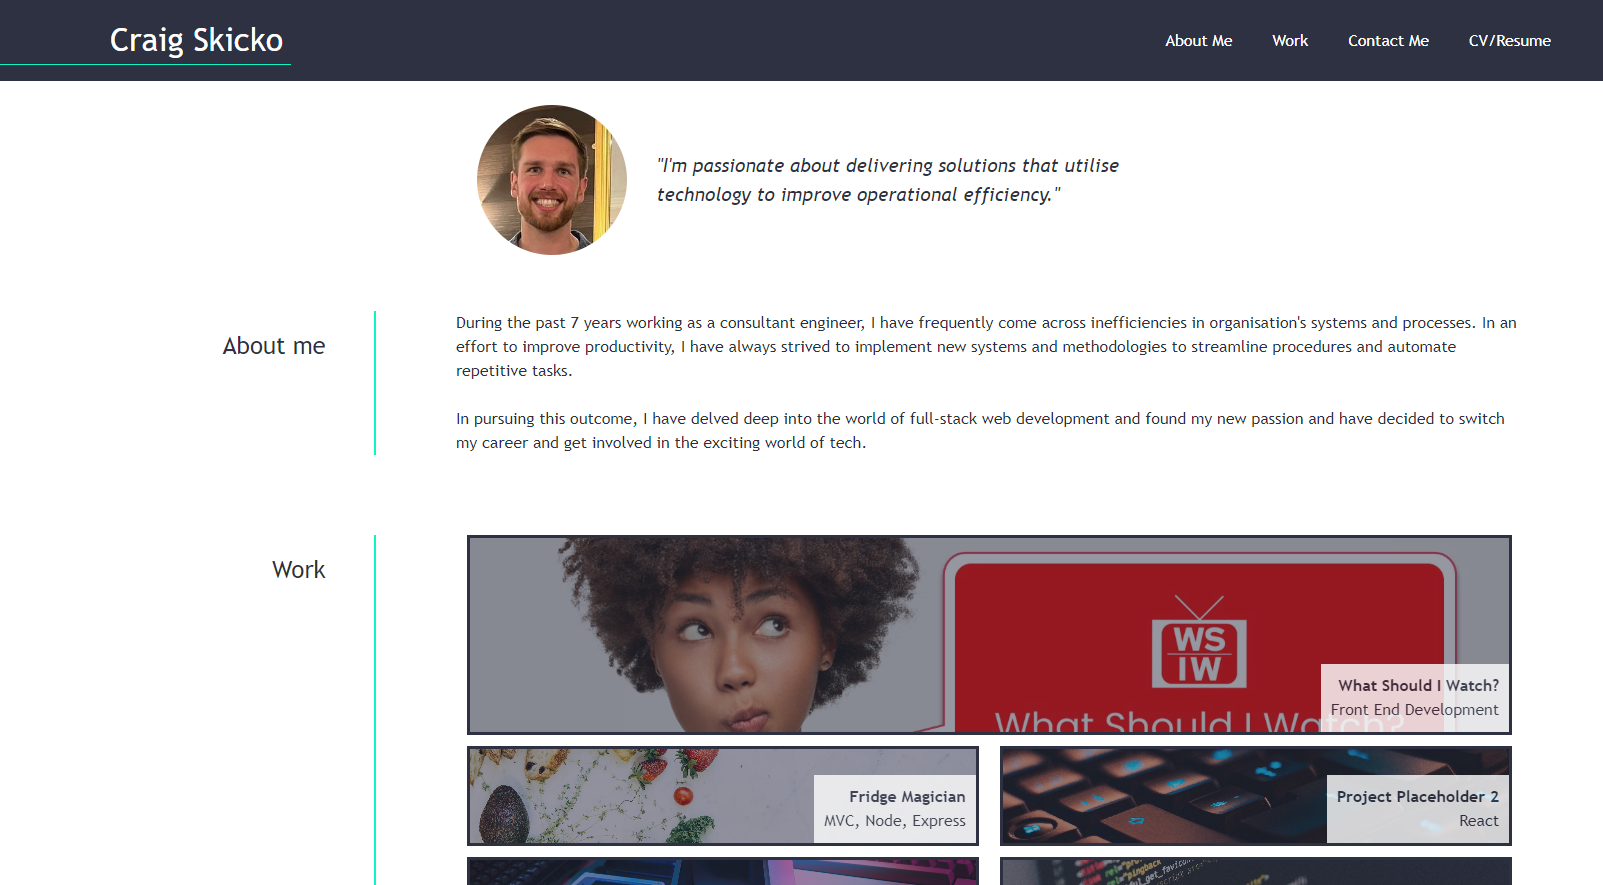 Craig Skicko
About Me
Work
Contact Me
CV/Resume
"I'm passionate about delivering solutions that utilise
technology to improve operational efficiency."
About me
During the past 7 years working as a consultant engineer, I have frequently come across inefficiencies in organisation's systems and processes. In an
effort to improve productivity, I have always strived to implement new systems and methodologies to streamline procedures and automate
repetitive tasks.
In pursuing this outcome, I have delved deep into the world of full-stack web development and found my new passion and have decided to switch
my career and get involved in the exciting world of tech.
Work
WS
IW
What Should I Watch?
What Should I Watch?
Front End Development
Fridge Magician
MVC, Node, Express
Project Placeholder 2
React